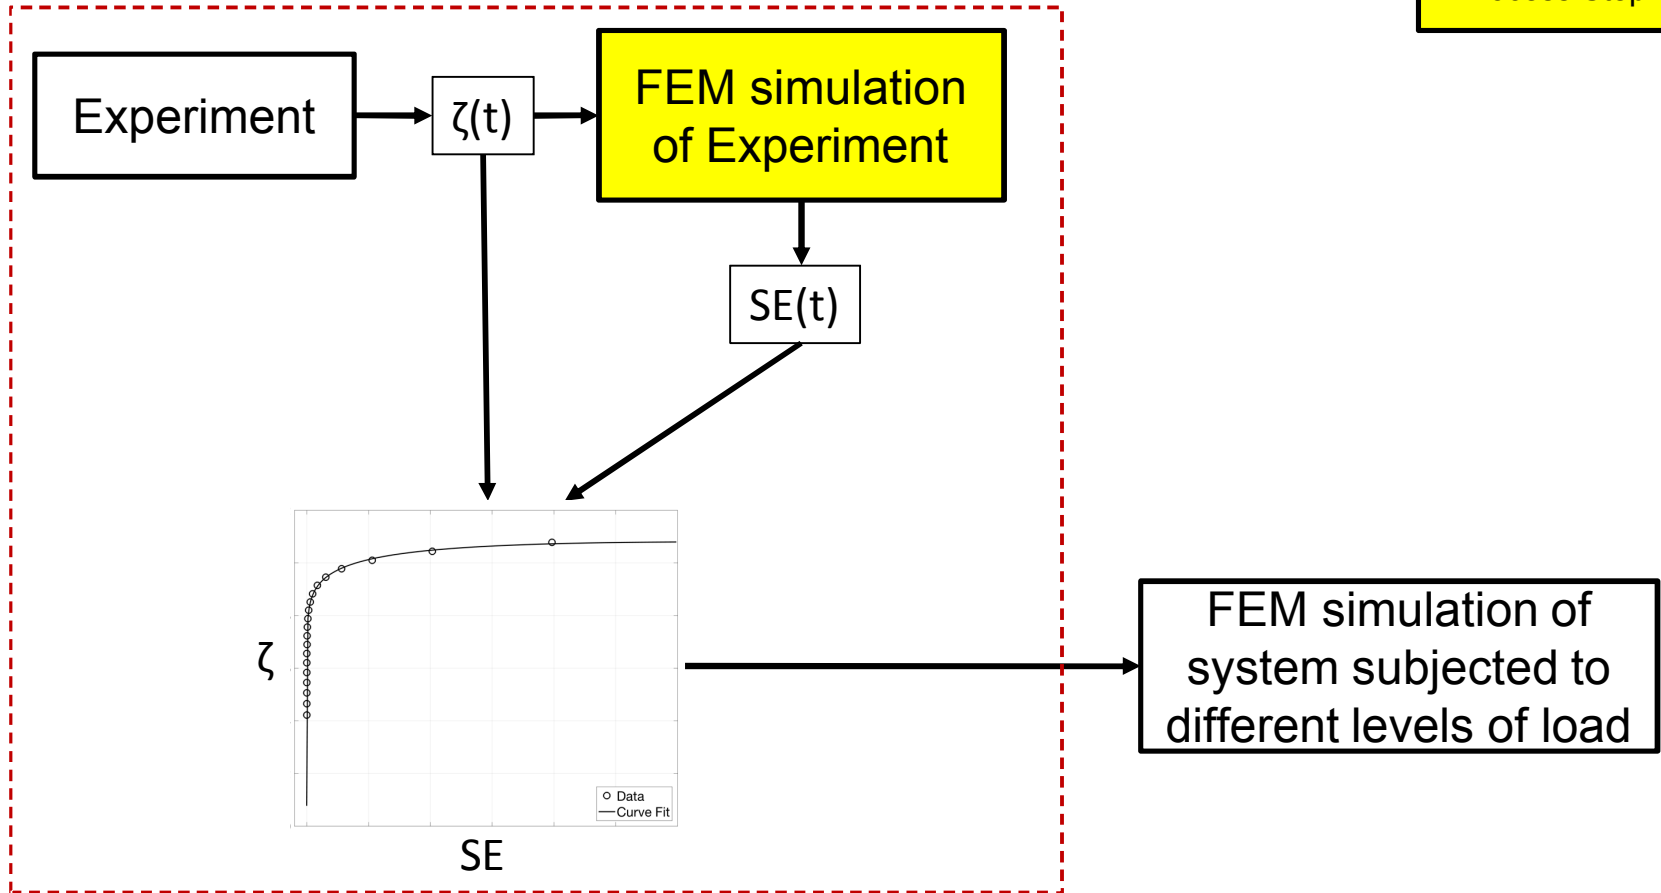 Experiment
ζ(t)
FEM simulation
of Experiment
SE(t)
ζ
Data
Curve Fit
SE
FEM simulation of
system subjected to
different levels of load